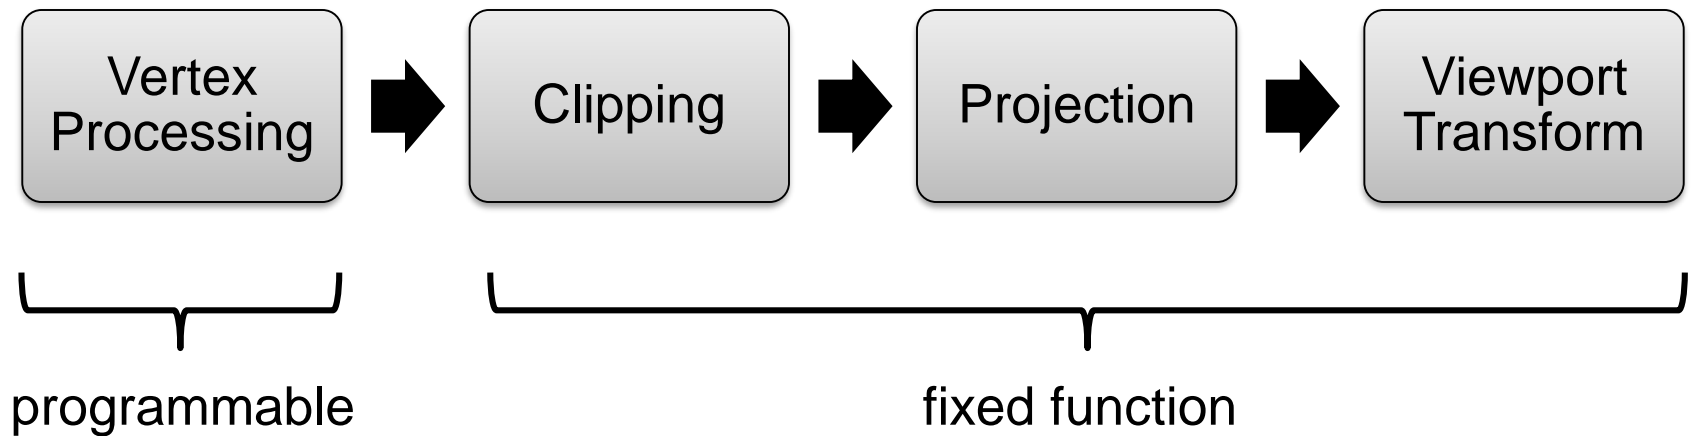 Vertex
Processing
Clipping
Projection
Viewport
Transform
programmable
fixed function